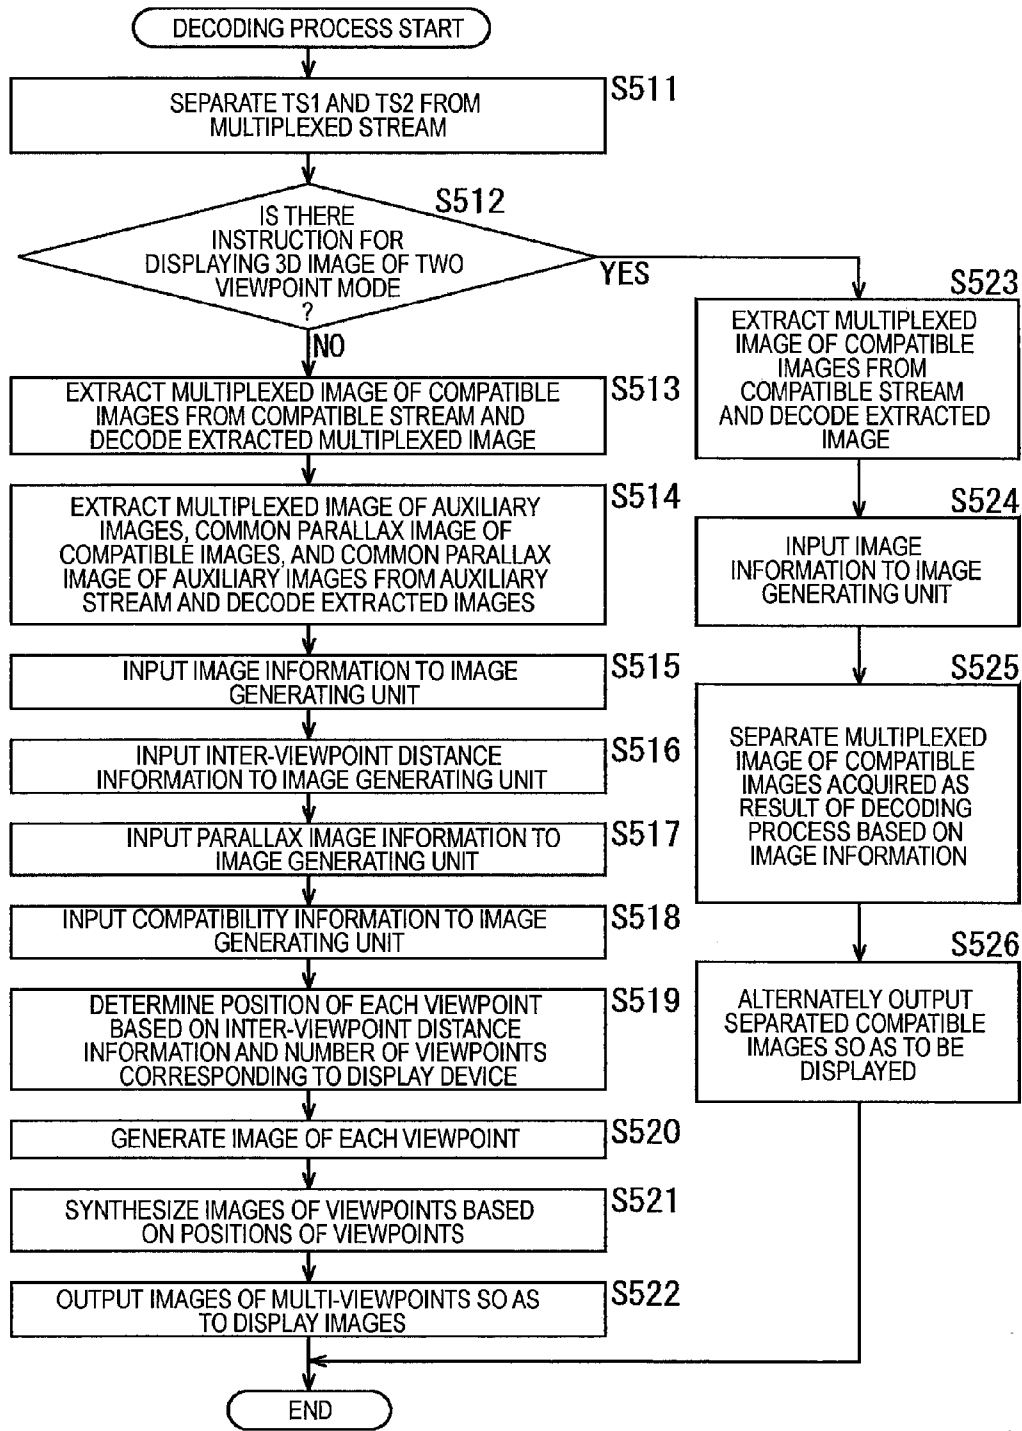 DECODING PROCESS START
S511
SEPARATE TS1 AND TS2 FROM
MULTIPLEXED STREAM
S512
IS THERE
INSTRUCTION FOR
DISPLAYING 3D IMAGE OF TWO
VIEWPOINT MODE
?
YES
NO
S513
EXTRACT MULTIPLEXED IMAGE OF COMPATIBLE
IMAGES FROM COMPATIBLE STREAM AND
DECODE EXTRACTED MULTIPLEXED IMAGE
S514
EXTRACT MULTIPLEXED IMAGE OF AUXILIARY
IMAGES, COMMON PARALLAX IMAGE OF
COMPATIBLE IMAGES, AND COMMON PARALLAX
IMAGE OF AUXILIARY IMAGES FROM AUXILIARY
STREAM AND DECODE EXTRACTED IMAGES
S515
INPUT IMAGE INFORMATION TO IMAGE
GENERATING UNIT
S516
INPUT INTER-VIEWPOINT DISTANCE
INFORMATION TO IMAGE GENERATING UNIT
S517
INPUT PARALLAX IMAGE INFORMATION TO
IMAGE GENERATING UNIT
S518
INPUT COMPATIBILITY INFORMATION TO IMAGE
GENERATING UNIT
S519
DETERMINE POSITION OF EACH VIEWPOINT
BASED ON INTER-VIEWPOINT DISTANCE
INFORMATION AND NUMBER OF VIEWPOINTS
CORRESPONDING TO DISPLAY DEVICE
S520
GENERATE IMAGE OF EACH VIEWPOINT
S521
SYNTHESIZE IMAGES OF VIEWPOINTS BASED
ON POSITIONS OF VIEWPOINTS
S522
OUTPUT IMAGES OF MULTI-VIEWPOINTS SO AS
TO DISPLAY IMAGES
S523
EXTRACT MULTIPLEXED
IMAGE OF COMPATIBLE
IMAGES FROM
COMPATIBLE STREAM
AND DECODE EXTRACTED
IMAGE
S524
INPUT IMAGE
INFORMATION TO IMAGE
GENERATING UNIT
S525
SEPARATE MULTIPLEXED
IMAGE OF COMPATIBLE
IMAGES ACQUIRED AS
RESULT OF DECODING
PROCESS BASED ON
IMAGE INFORMATION
S526
ALTERNATELY OUTPUT
SEPARATED COMPATIBLE
IMAGES SO AS TO BE
DISPLAYED
END